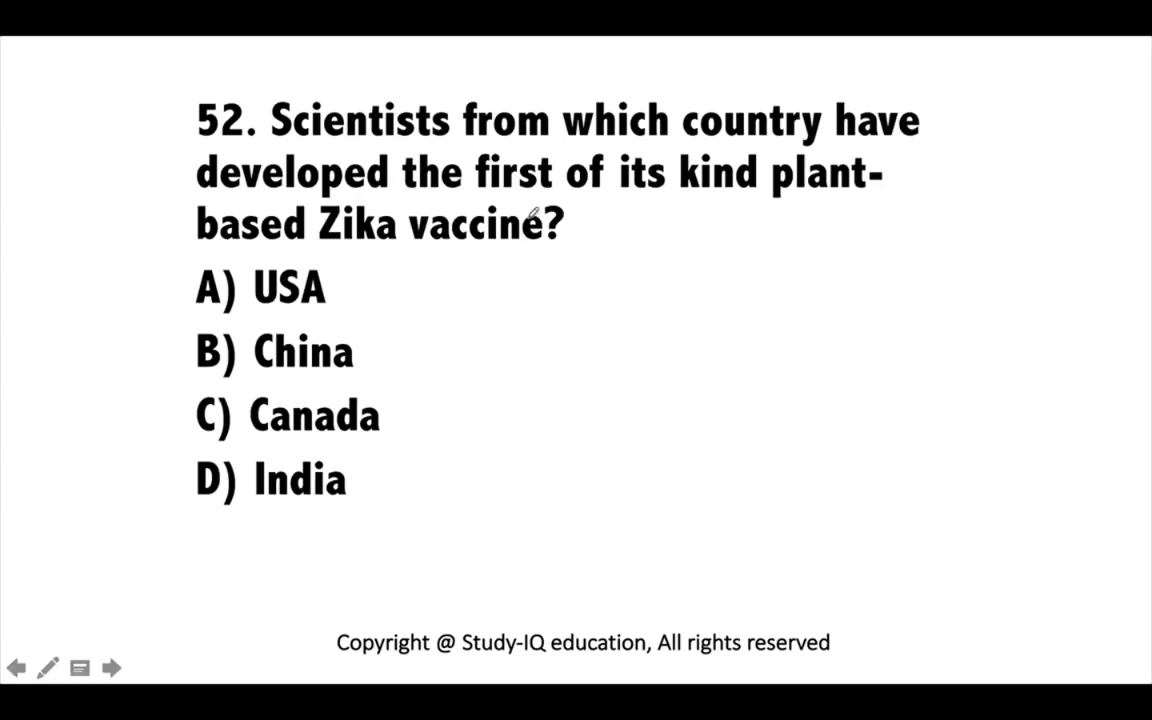 52. Scientists from which country have
developed the first of its kind plant-
based Zika vaccine?
A) USA
B) China
C) Canada
D) India
Copyright @ Study-IQ education, All rights reserved